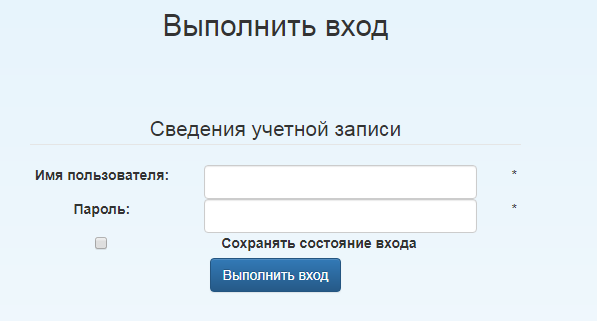 Выполнить вход
Сведения учетной записи
Имя пользователя: *
Пароль: *
Сохранять состояние входа
Выполнить вход